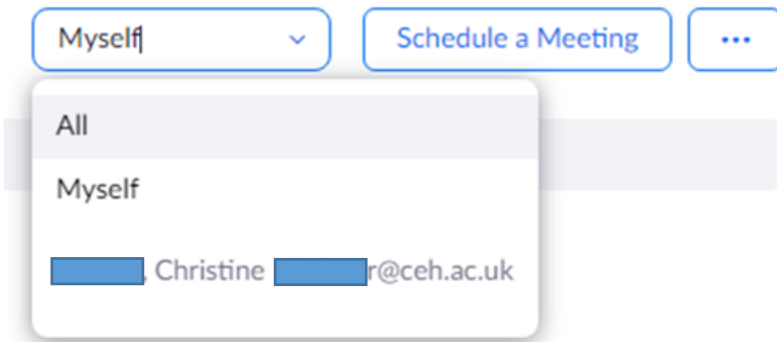 Myself
Schedule a Meeting
...
All
Myself
, Christine r@ceh.ac.uk